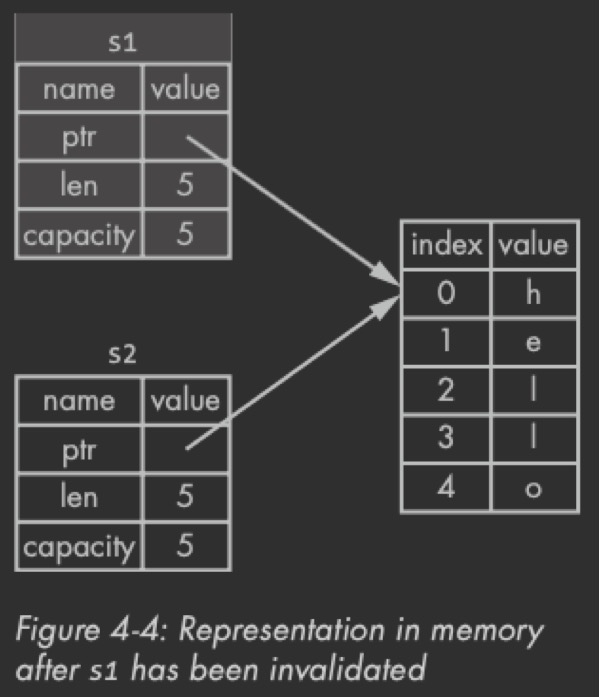 s1
name value
ptr
len 5
capacity 5
s2
name value
ptr
len 5
capacity 5
index value
0 h
1 e
2 l
3 l
4 o
Figure 4-4: Representation in memory
after s1 has been invalidated